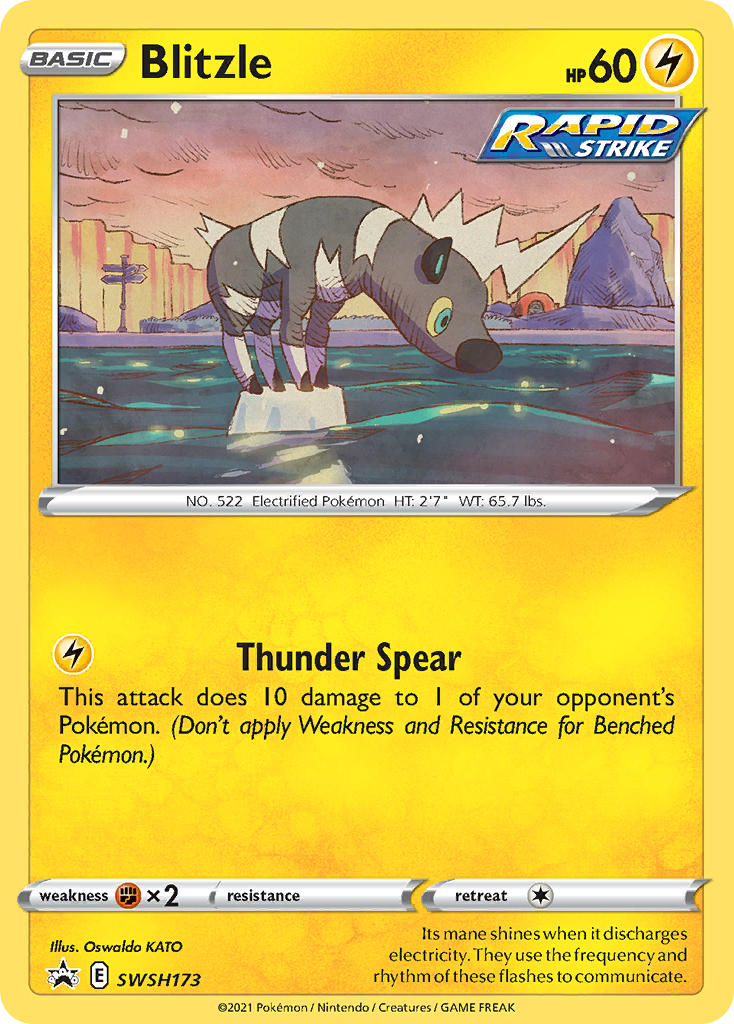 BASIC
Blitzle
HP60
RAPID
STRIKE
NO. 522 Electrified Pokémon HT: 2'7" WT: 65.7 lbs.
Thunder Spear
This attack does 10 damage to 1 of your opponent's
Pokémon. (Don't apply Weakness and Resistance for Benched
Pokémon.)
weakness ×2 resistance retreat
Illus. Oswaldo KATO
Its mane shines when it discharges
electricity. They use the frequency and
rhythm of these flashes to communicate.
E SWSH173
©2021 Pokémon / Nintendo / Creatures / GAME FREAK